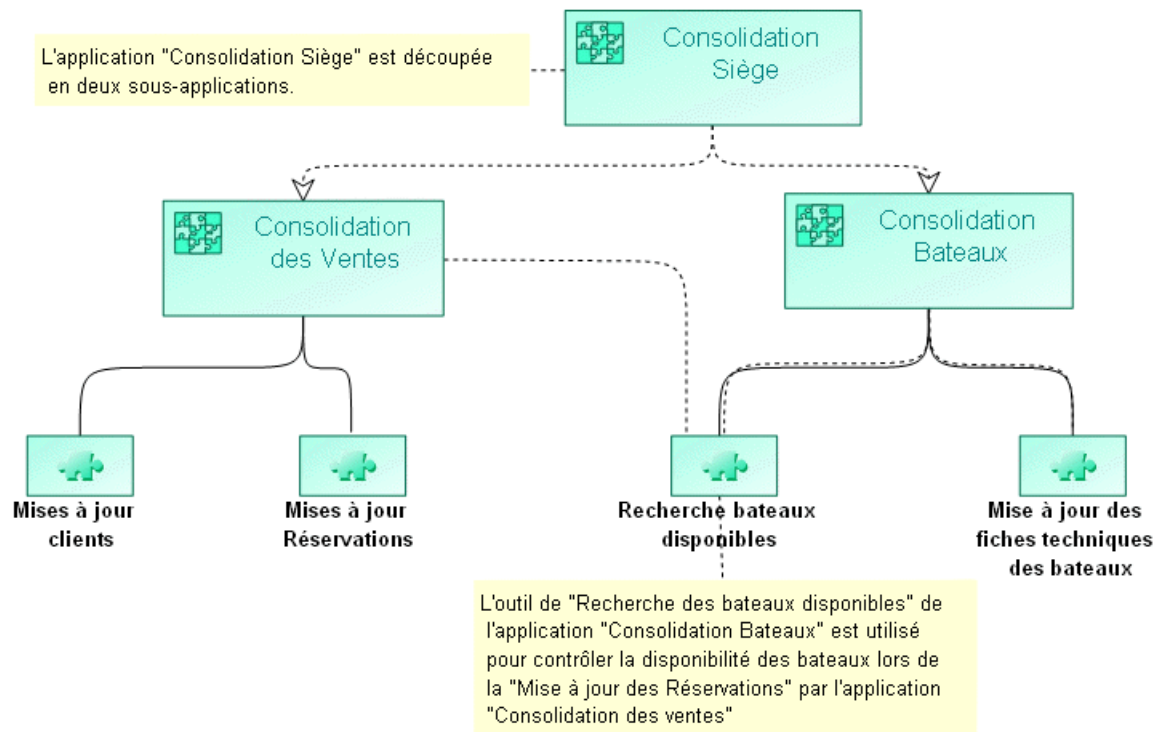 Consolidation
Siège
L'application "Consolidation Siège" est découpée
en deux sous-applications.
Consolidation
des Ventes
Consolidation
Bateaux
Mises à jour
clients
Mises à jour
Réservations
Recherche bateaux
disponibles
Mise à jour des
fiches techniques
des bateaux
L'outil de "Recherche des bateaux disponibles" de
l'application "Consolidation Bateaux" est utilisé
pour contrôler la disponibilité des bateaux lors de
la "Mise à jour des Réservations" par l'application
"Consolidation des ventes"